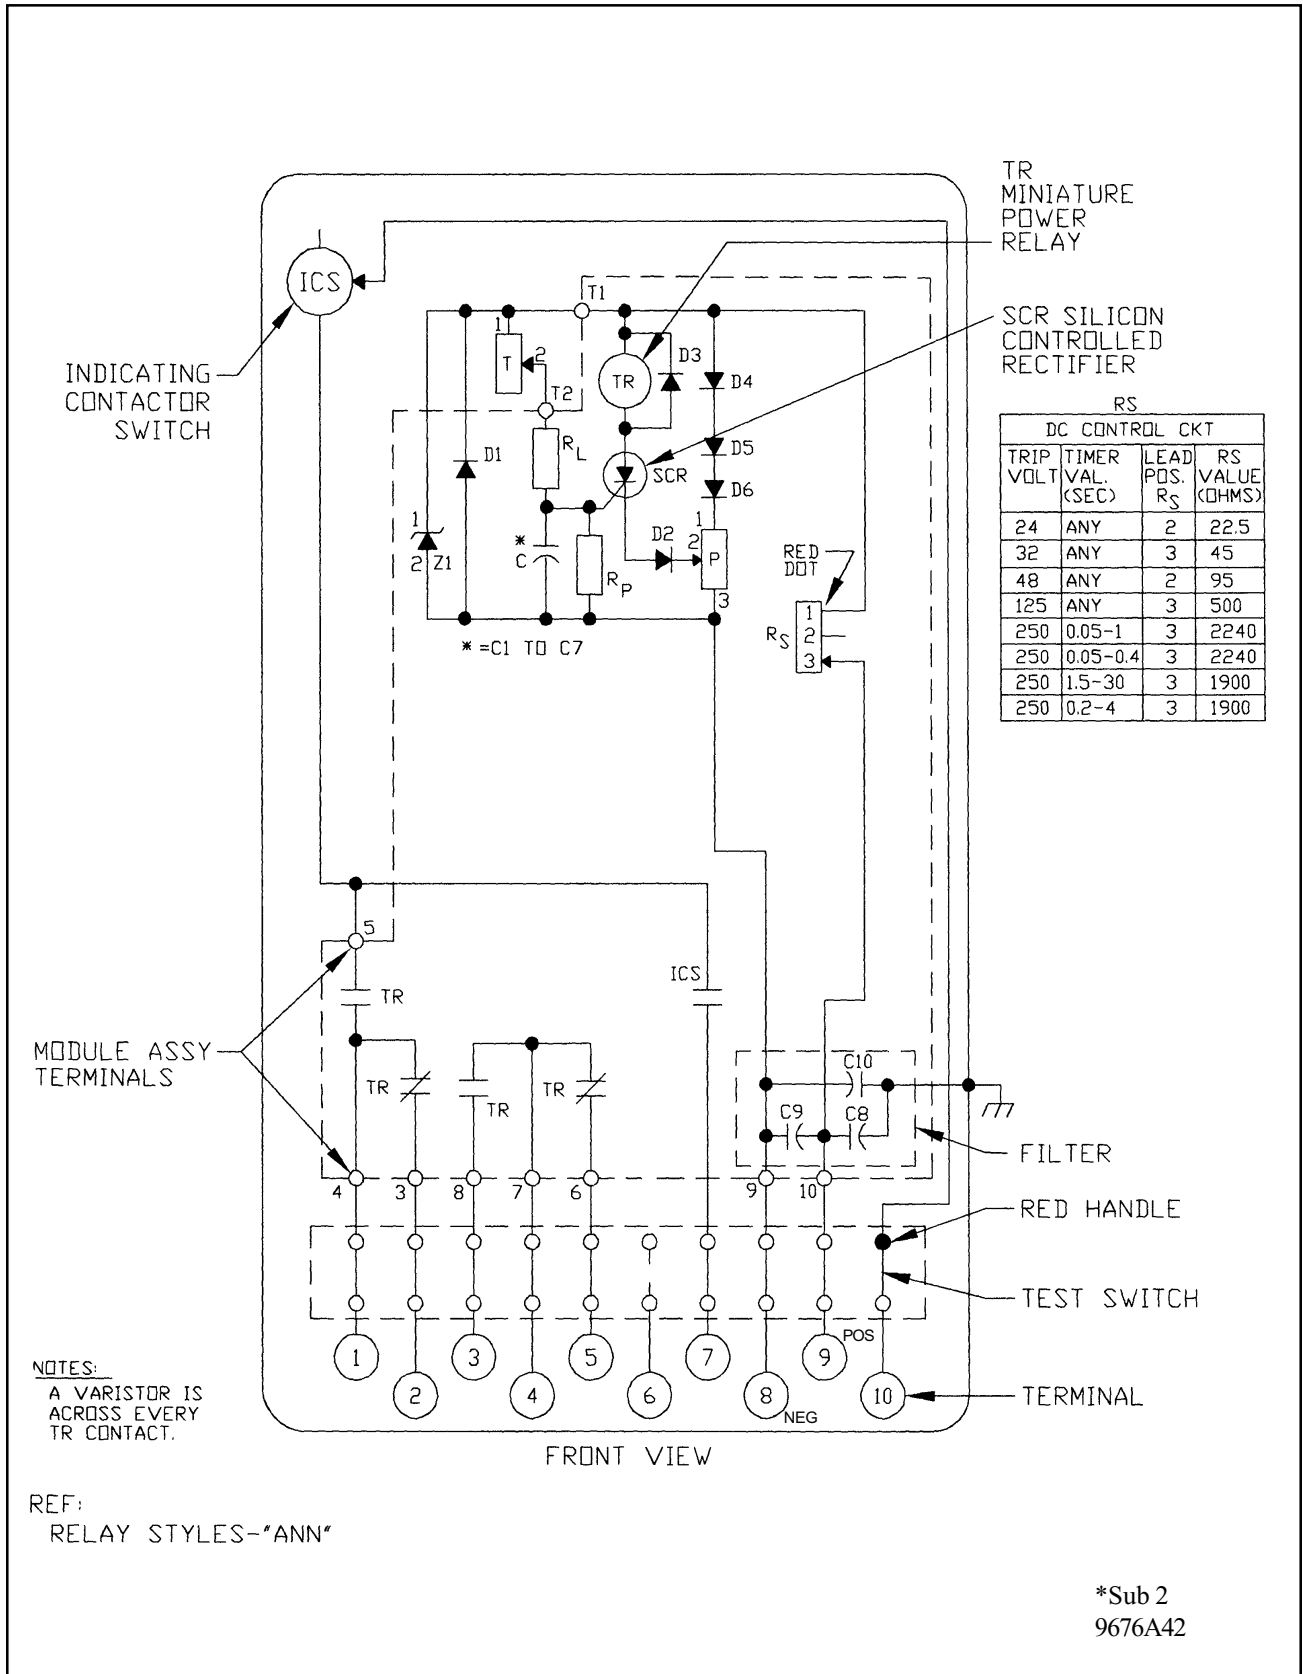 TR
MINIATURE
POWER
RELAY
ICS
T1
SCR SILICON
CONTROLLED
RECTIFIER
1
T
2
D3
TR
D4
INDICATING
CONTACTOR
SWITCH
T2
RS
DC CONTROL CKT
TRIP VOLT	TIMER VAL. (SEC)	LEAD POS. RS	RS VALUE (OHMS)
24	ANY	2	22.5
32	ANY	3	45
48	ANY	2	95
125	ANY	3	500
250	0.05-1	3	2240
250	0.05-0.4	3	2240
250	1.5-30	3	1900
250	0.2-4	3	1900
RL
D1
D5
SCR
D6
1
2 Z1
*
C
RP
D2
1
2
P
3
RED
DOT
RS
1
2
3
* =C1 TO C7
5
TR
ICS
MODULE ASSY
TERMINALS
TR
TR
TR
C10
C9
C8
FILTER
4
3
8
7
6
9
10
RED HANDLE
TEST SWITCH
1
3
5
7
9
POS
2
4
6
8
NEG
10
TERMINAL
NOTES:
A VARISTOR IS
ACROSS EVERY
TR CONTACT.
FRONT VIEW
REF:
RELAY STYLES-"ANN"
*Sub 2
9676A42